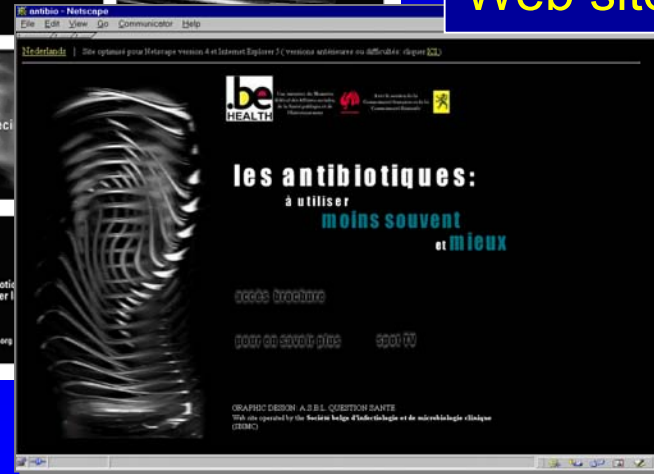 Web site
antibio - Netscape
File Edit View Go Communicator Help
Nederlands | Site optimisé pour Netscape version 4 et Internet Explorer 5 (versions antérieures ou difficultés: cliquer ICI)
.be
HEALTH
les antibiotiques:
à utiliser
moins souvent
et mieux
accès brochure
pour en savoir plus
spot TV
GRAPHIC DESIGN: A.S.B.L. QUESTION SANTE
Web site operated by the Société belge d'infectiologie et de microbiologie clinique
(SBIMC)